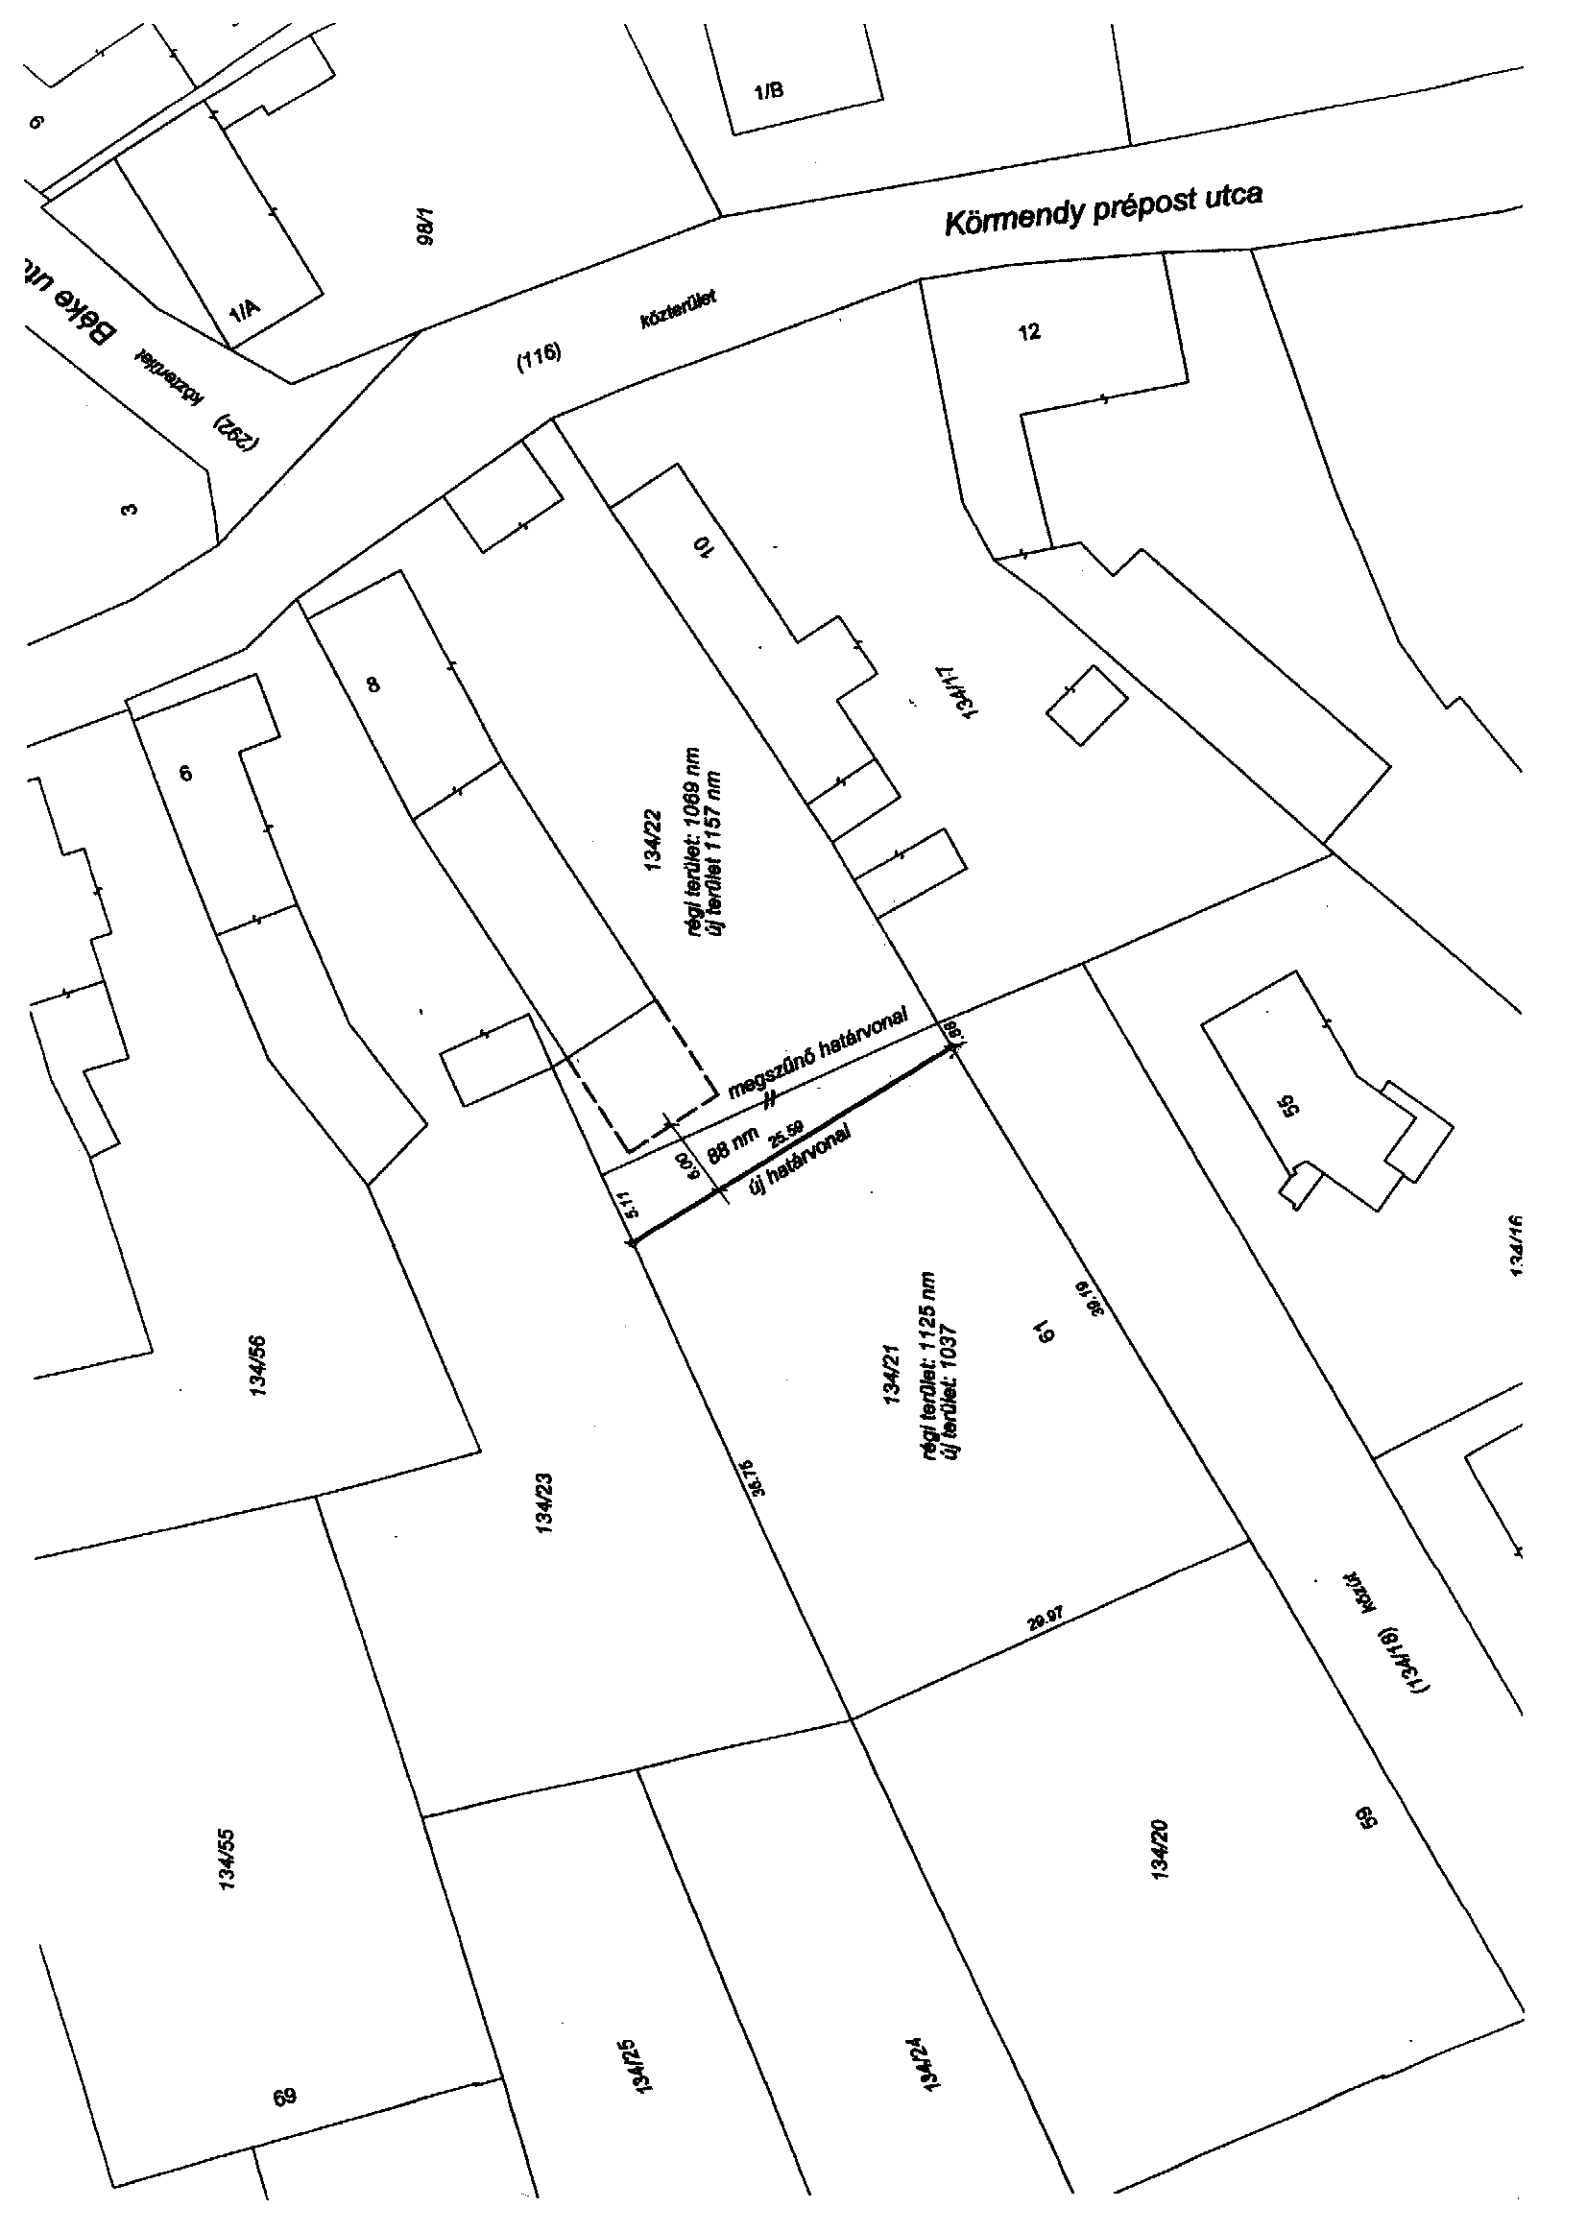 1/B
6
Körmendy prépost utca
98/1
1/A
közterület
12
(116)
Béke
közterület
(292)
3
10
134/17
8
6
134/22
régi terület: 1069 nm
új terület 1157 nm
megszűnő határvonal
88 nm
25.59
új határvonal
6.00
5.11
55
134/16
39.19
61
134/21
régi terület: 1125 nm
új terület: 1037
134/56
36.75
134/23
29.97
közút
(134/18)
59
134/20
134/55
134/25
134/24
69